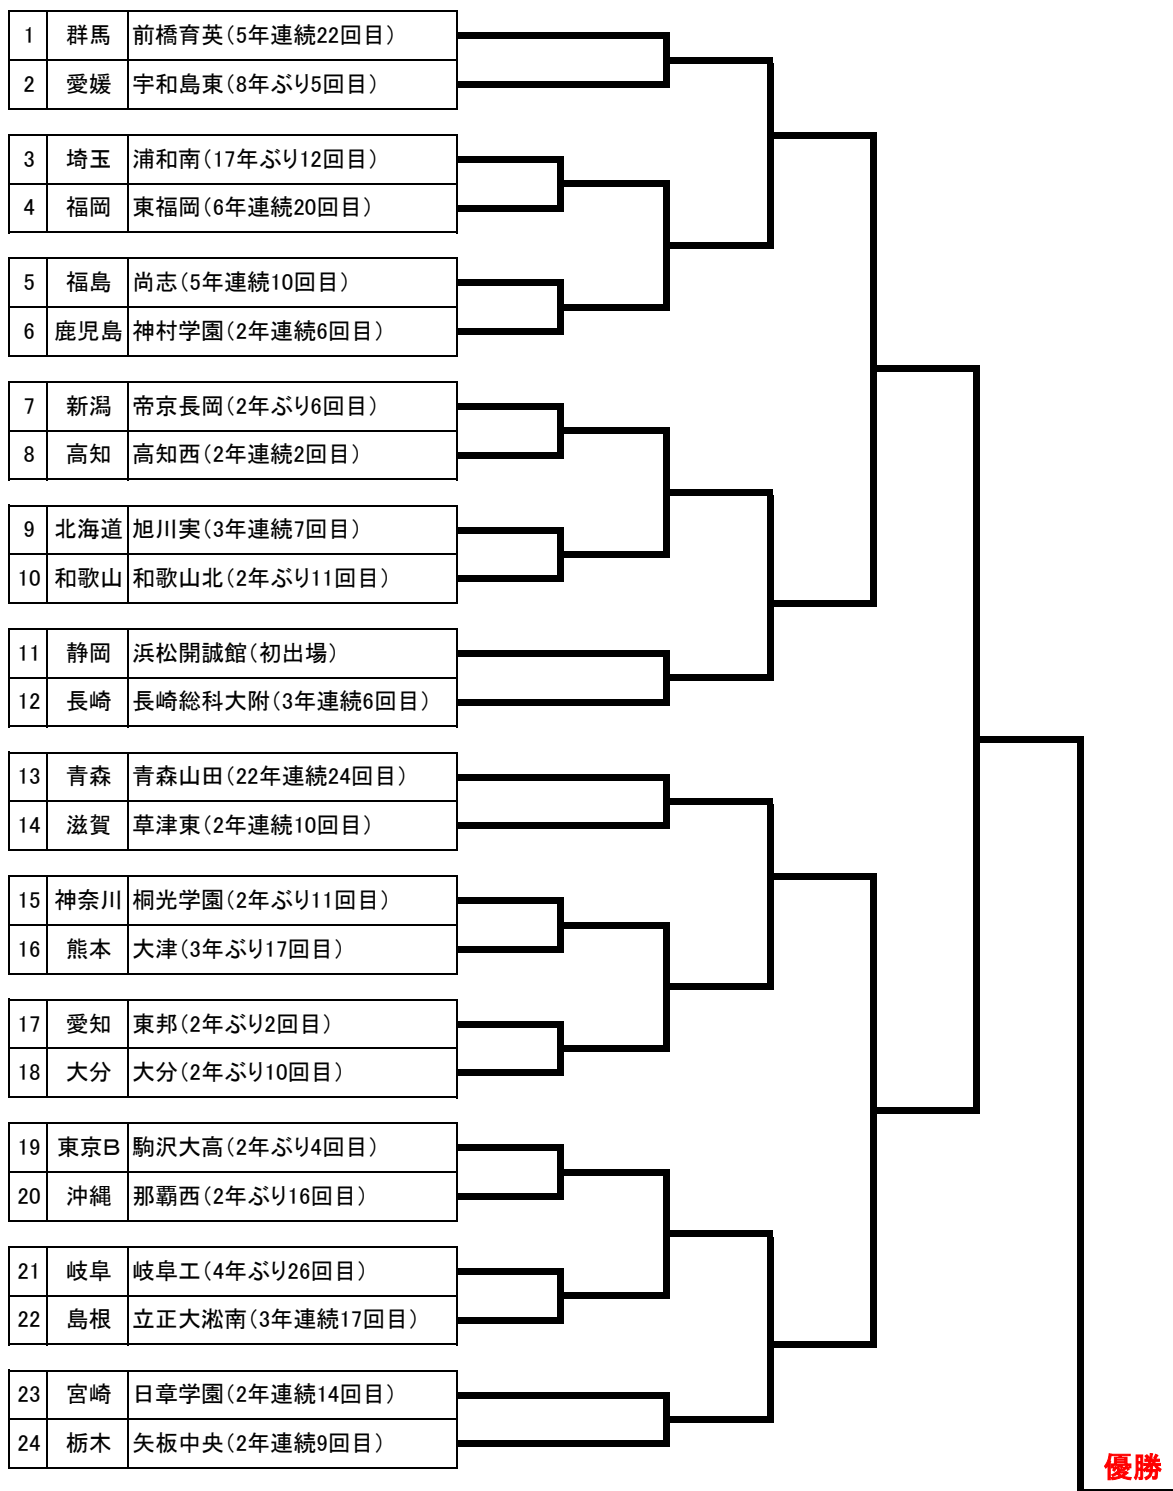 1 群馬 前橋育英(5年連続22回目)
2 愛媛 宇和島東(8年ぶり5回目)
3 埼玉 浦和南(17年ぶり12回目)
4 福岡 東福岡(6年連続20回目)
5 福島 尚志(5年連続10回目)
6 鹿児島 神村学園(2年連続6回目)
7 新潟 帝京長岡(2年ぶり6回目)
8 高知 高知西(2年連続2回目)
9 北海道 旭川実(3年連続7回目)
10 和歌山 和歌山北(2年ぶり11回目)
11 静岡 浜松開誠館(初出場)
12 長崎 長崎総科大附(3年連続6回目)
13 青森 青森山田(22年連続24回目)
14 滋賀 草津東(2年連続10回目)
15 神奈川 桐光学園(2年ぶり11回目)
16 熊本 大津(3年ぶり17回目)
17 愛知 東邦(2年ぶり2回目)
18 大分 大分(2年ぶり10回目)
19 東京B 駒沢大高(2年ぶり4回目)
20 沖縄 那覇西(2年ぶり16回目)
21 岐阜 岐阜工(4年ぶり26回目)
22 島根 立正大淞南(3年連続17回目)
23 宮崎 日章学園(2年連続14回目)
24 栃木 矢板中央(2年連続9回目)
優勝